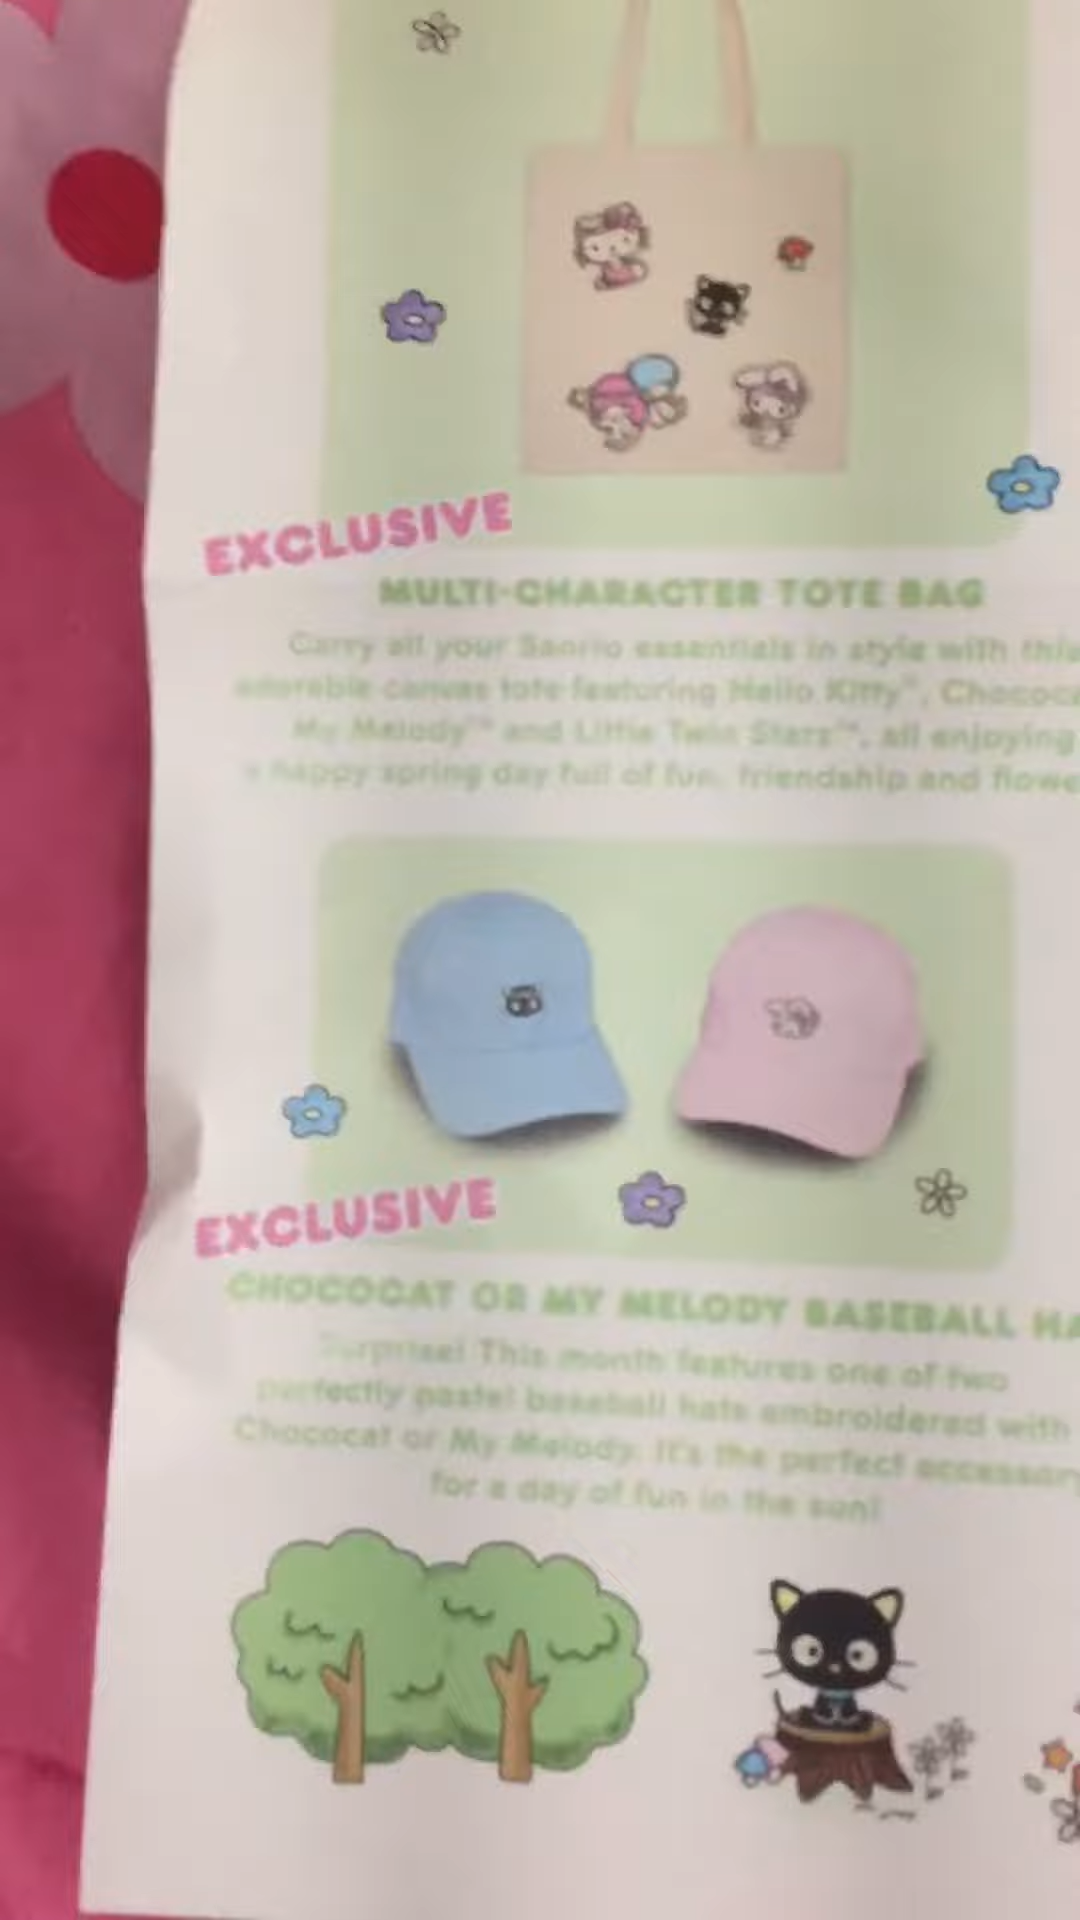 EXCLUSIVE
MULTI-CHARACTER TOTE BAG
Carry all your Sanrio essentials in style with this
adorable canvas tote featuring Hello Kitty™, Chococa
My Melody™ and Little Twin Stars™, all enjoying
a happy spring day full of fun, friendship and flowe
EXCLUSIVE
CHOCOCAT OR MY MELODY BASEBALL HA
Surprise! This month features one of two
perfectly pastel baseball hats embroidered with
Chococat or My Melody. It's the perfect accessory
for a day of fun in the sun!